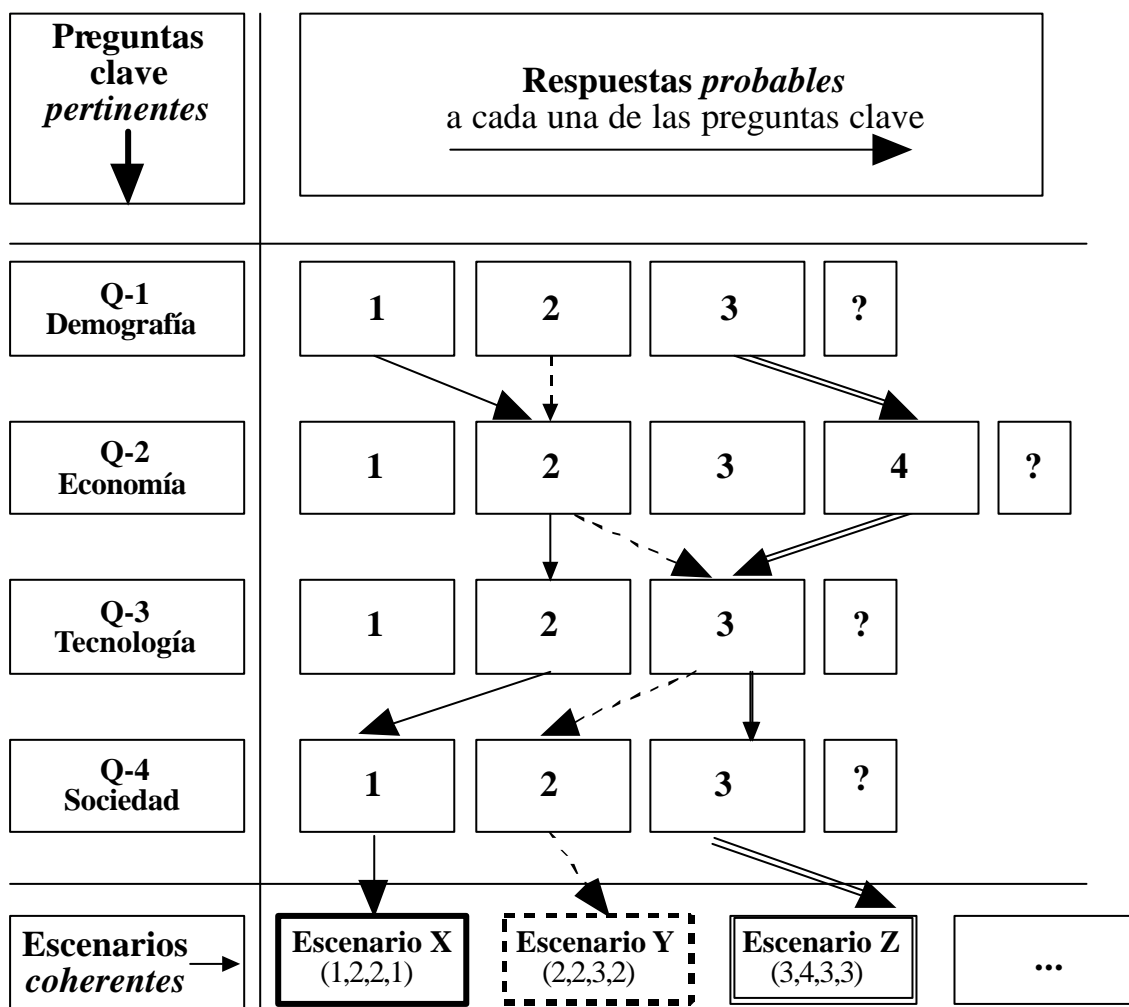 Preguntas
clave
pertinentes
Respuestas probables
a cada una de las preguntas clave
Q-1
Demografía
1
2
3
?
Q-2
Economía
1
2
3
4
?
Q-3
Tecnología
1
2
3
?
Q-4
Sociedad
1
2
3
?
Escenarios
coherentes
Escenario X
(1,2,2,1)
Escenario Y
(2,2,3,2)
Escenario Z
(3,4,3,3)
...